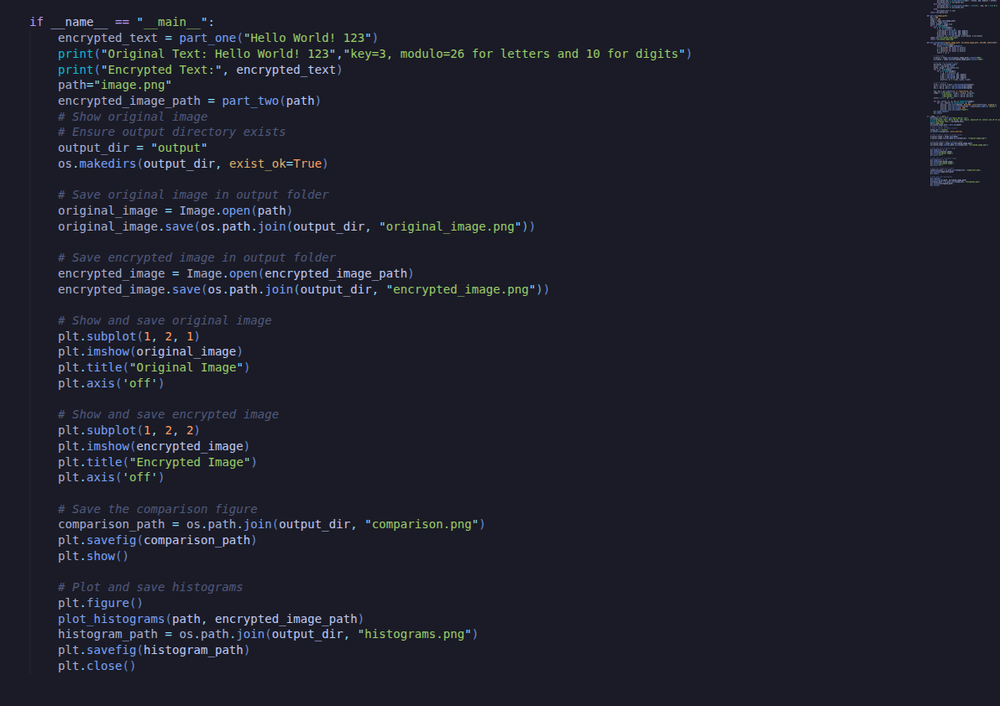 if __name__ == "__main__":
    encrypted_text = part_one("Hello World! 123")
    print("Original Text: Hello World! 123","key=3, modulo=26 for letters and 10 for digits")
    print("Encrypted Text:", encrypted_text)
    path="image.png"
    encrypted_image_path = part_two(path)
    # Show original image
    # Ensure output directory exists
    output_dir = "output"
    os.makedirs(output_dir, exist_ok=True)

    # Save original image in output folder
    original_image = Image.open(path)
    original_image.save(os.path.join(output_dir, "original_image.png"))

    # Save encrypted image in output folder
    encrypted_image = Image.open(encrypted_image_path)
    encrypted_image.save(os.path.join(output_dir, "encrypted_image.png"))

    # Show and save original image
    plt.subplot(1, 2, 1)
    plt.imshow(original_image)
    plt.title("Original Image")
    plt.axis('off')

    # Show and save encrypted image
    plt.subplot(1, 2, 2)
    plt.imshow(encrypted_image)
    plt.title("Encrypted Image")
    plt.axis('off')

    # Save the comparison figure
    comparison_path = os.path.join(output_dir, "comparison.png")
    plt.savefig(comparison_path)
    plt.show()

    # Plot and save histograms
    plt.figure()
    plot_histograms(path, encrypted_image_path)
    histogram_path = os.path.join(output_dir, "histograms.png")
    plt.savefig(histogram_path)
    plt.close()